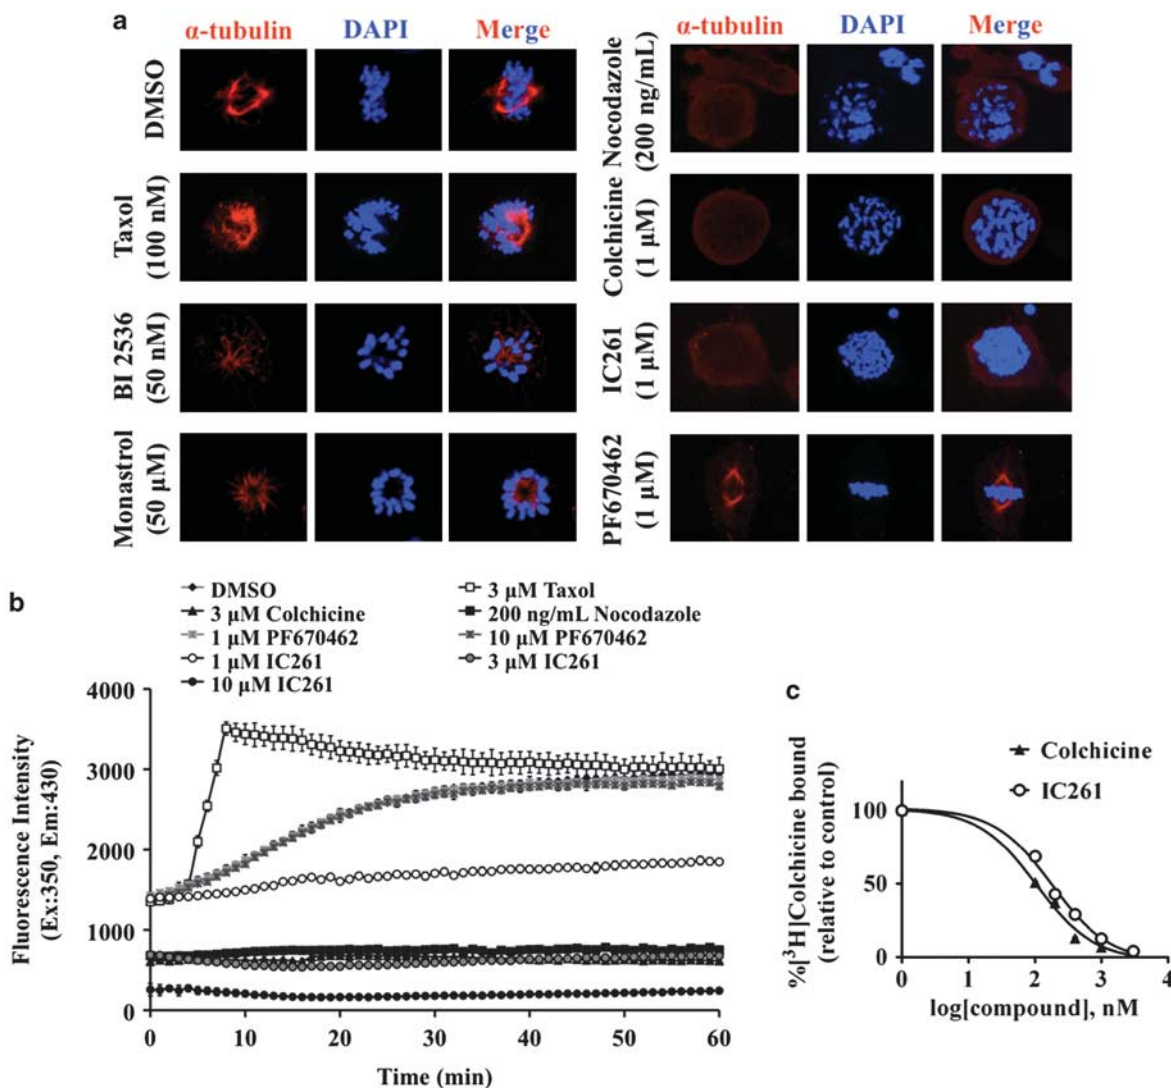 a
α-tubulin DAPI Merge
DMSO
Taxol
(100 nM)
BI 2536
(50 nM)
Monastrol
(50 µM)
α-tubulin DAPI Merge
Nocodazole
(200 ng/mL)
Colchicine
(1 µM)
IC261
(1 µM)
PF670462
(1 µM)
b
DMSO
3 µM Colchicine
1 µM PF670462
1 µM IC261
10 µM IC261
3 µM Taxol
200 ng/mL Nocodazole
10 µM PF670462
3 µM IC261
Fluorescence Intensity
(Ex:350, Em:430)
4000
3000
2000
1000
0
0 10 20 30 40 50 60
Time (min)
c
Colchicine
IC261
%[³H]Colchicine bound
(relative to control)
100
50
0
0 1 2 3 4
log[compound], nM